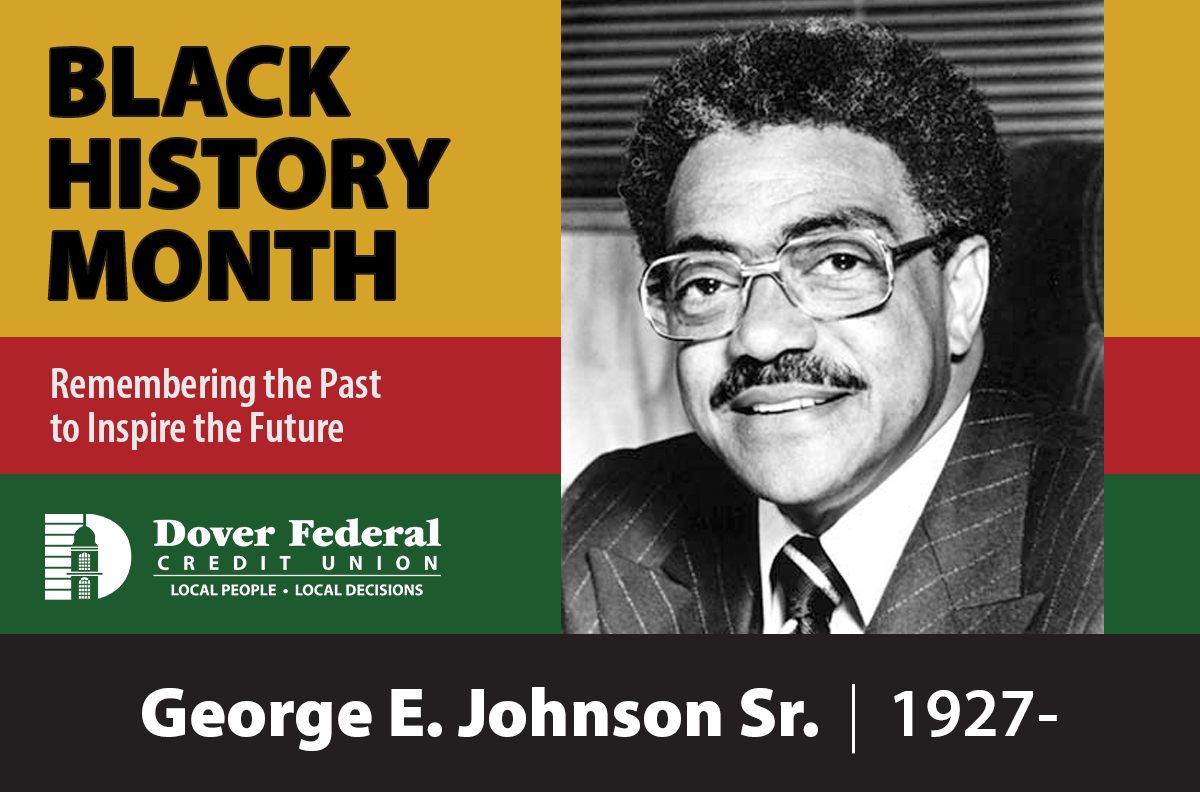 BLACK
HISTORY
MONTH
Remembering the Past
to Inspire the Future
Dover Federal
CREDIT UNION
LOCAL PEOPLE • LOCAL DECISIONS
George E. Johnson Sr. | 1927-